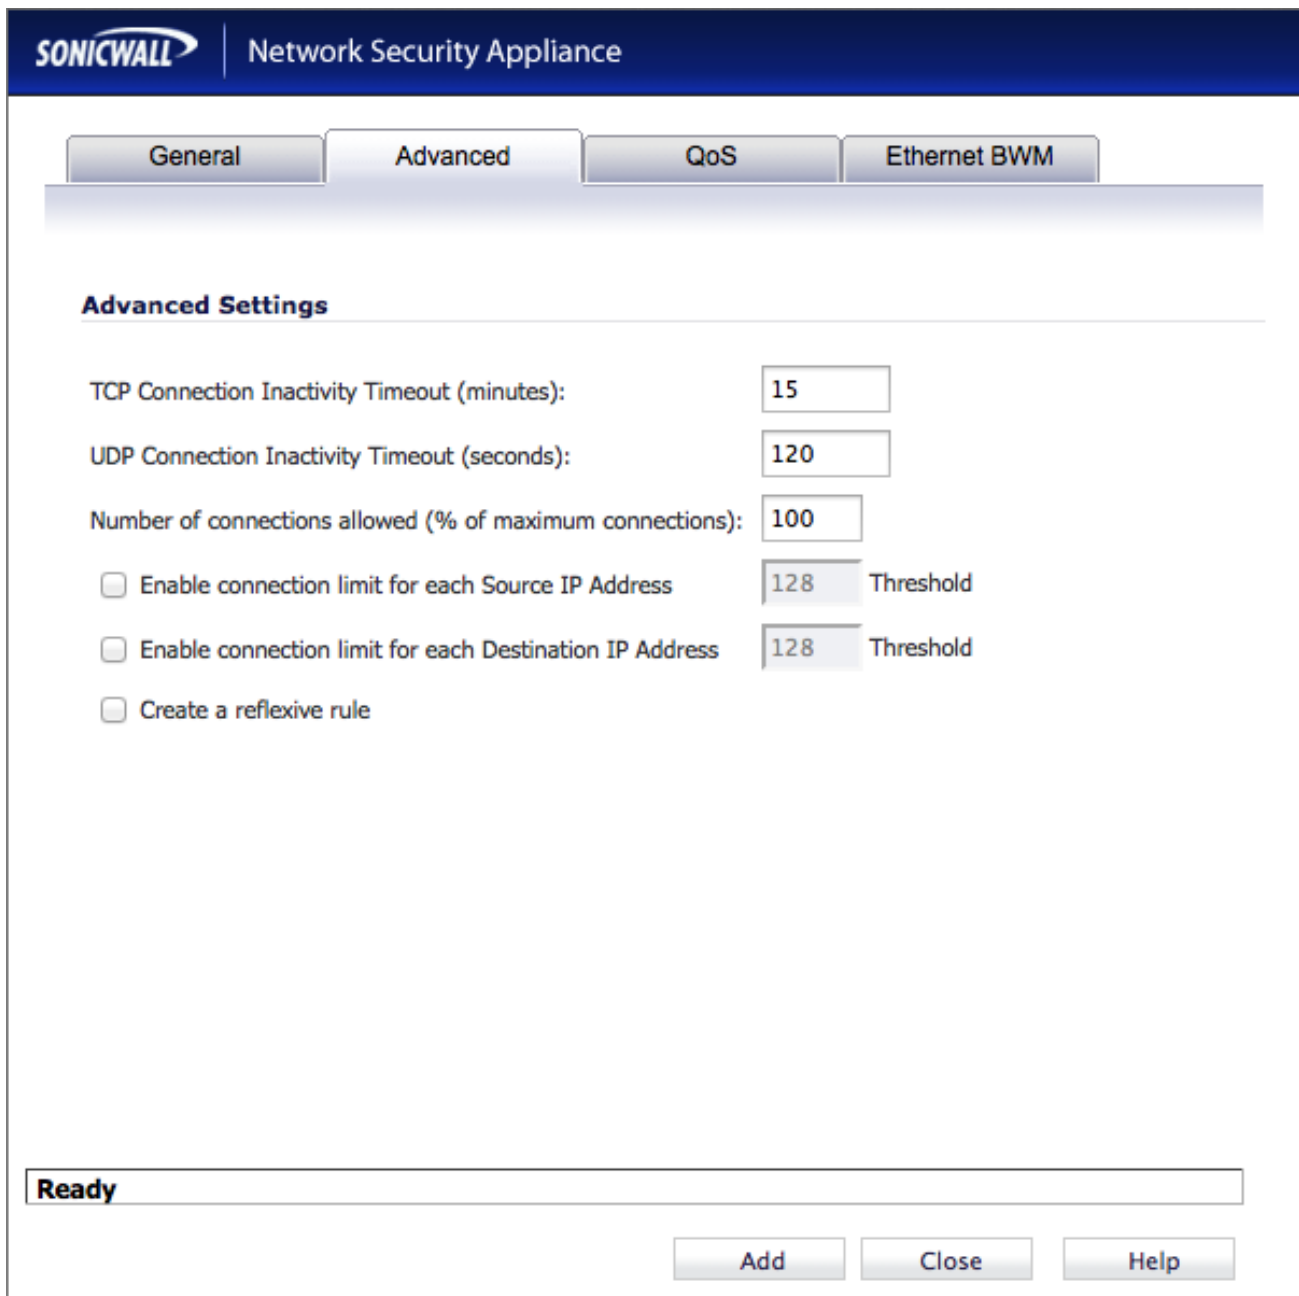 SONICWALL Network Security Appliance
General Advanced QoS Ethernet BWM
Advanced Settings
TCP Connection Inactivity Timeout (minutes): 15
UDP Connection Inactivity Timeout (seconds): 120
Number of connections allowed (% of maximum connections): 100
Enable connection limit for each Source IP Address 128 Threshold
Enable connection limit for each Destination IP Address 128 Threshold
Create a reflexive rule
Ready
Add Close Help